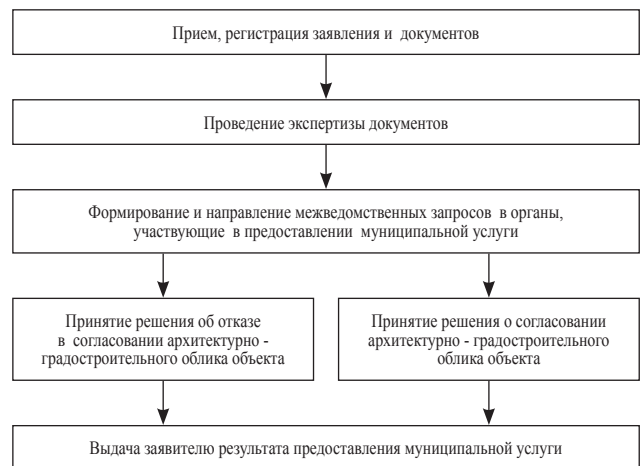 Прием, регистрация заявления и документов
Проведение экспертизы документов
Формирование и направление межведомственных запросов в органы,
участвующие в предоставлении муниципальной услуги
Принятие решения об отказе
в согласовании архитектурно -
градостроительного облика объекта
Принятие решения о согласовании
архитектурно - градостроительного
облика объекта
Выдача заявителю результата предоставления муниципальной услуги